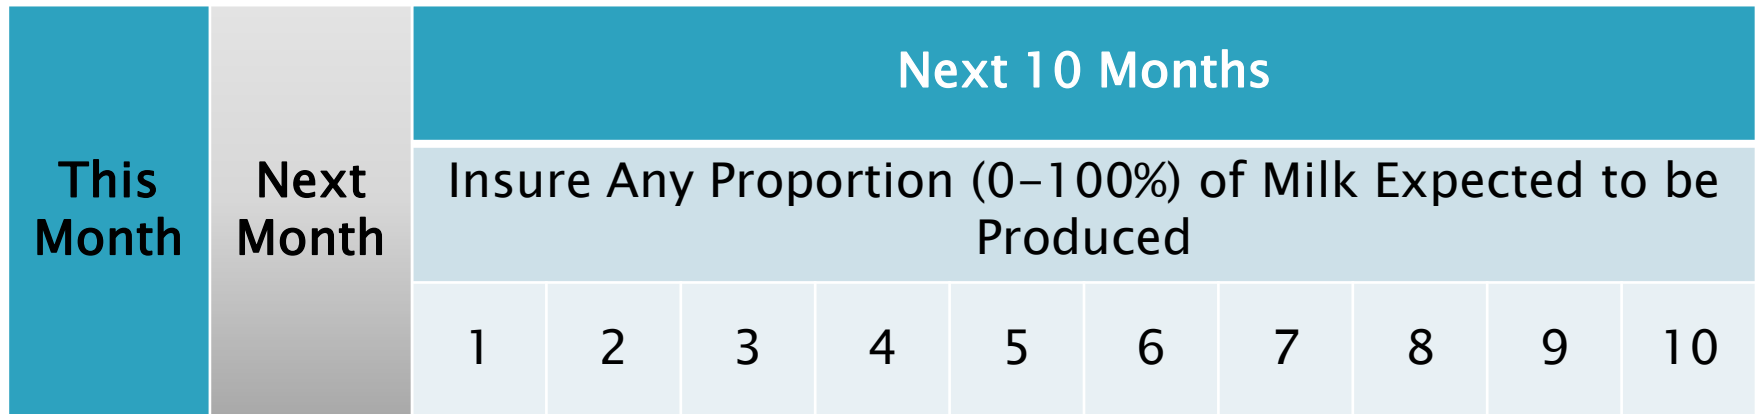 This
Month
Next
Month
Next 10 Months
Insure Any Proportion (0-100%) of Milk Expected to be
Produced
1 2 3 4 5 6 7 8 9 10